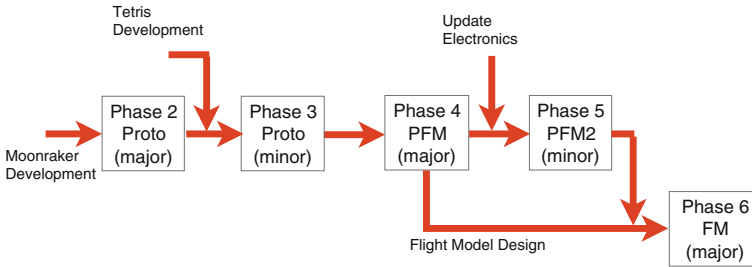 Tetris
Development
Update
Electronics
Phase 2
Proto
(major)
Phase 3
Proto
(minor)
Phase 4
PFM
(major)
Phase 5
PFM2
(minor)
Moonraker
Development
Phase 6
FM
(major)
Flight Model Design